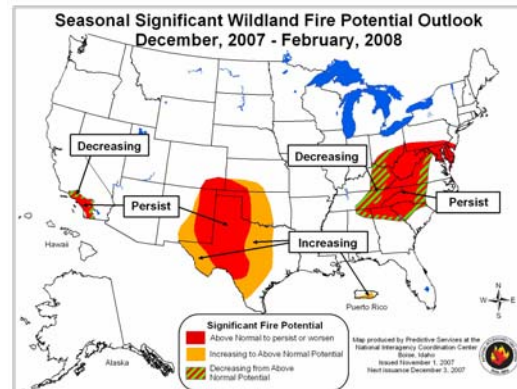 Seasonal Significant Wildland Fire Potential Outlook
December, 2007 - February, 2008
Decreasing
Decreasing
Persist
Persist
Increasing
Hawaii
Puerto Rico
Alaska
N
W
E
S
Significant Fire Potential
Above Normal to persist or worsen
Increasing to Above Normal Potential
Decreasing from Above
Normal Potential
Map produced by Predictive Services at the
National Interagency Coordination Center
Boise, Idaho
Issued November 1, 2007
Next issuance December 3, 2007